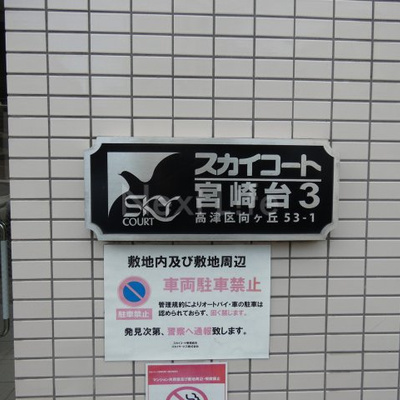 スカイコート
宮崎台3
SKY
COURT
高津区向ヶ丘53-1
敷地内及び敷地周辺
車両駐車禁止
駐車禁止
管理規約によりオートバイ・車の駐車は
認められておらず、固く禁じます。
発見次第、警察へ通報致します。